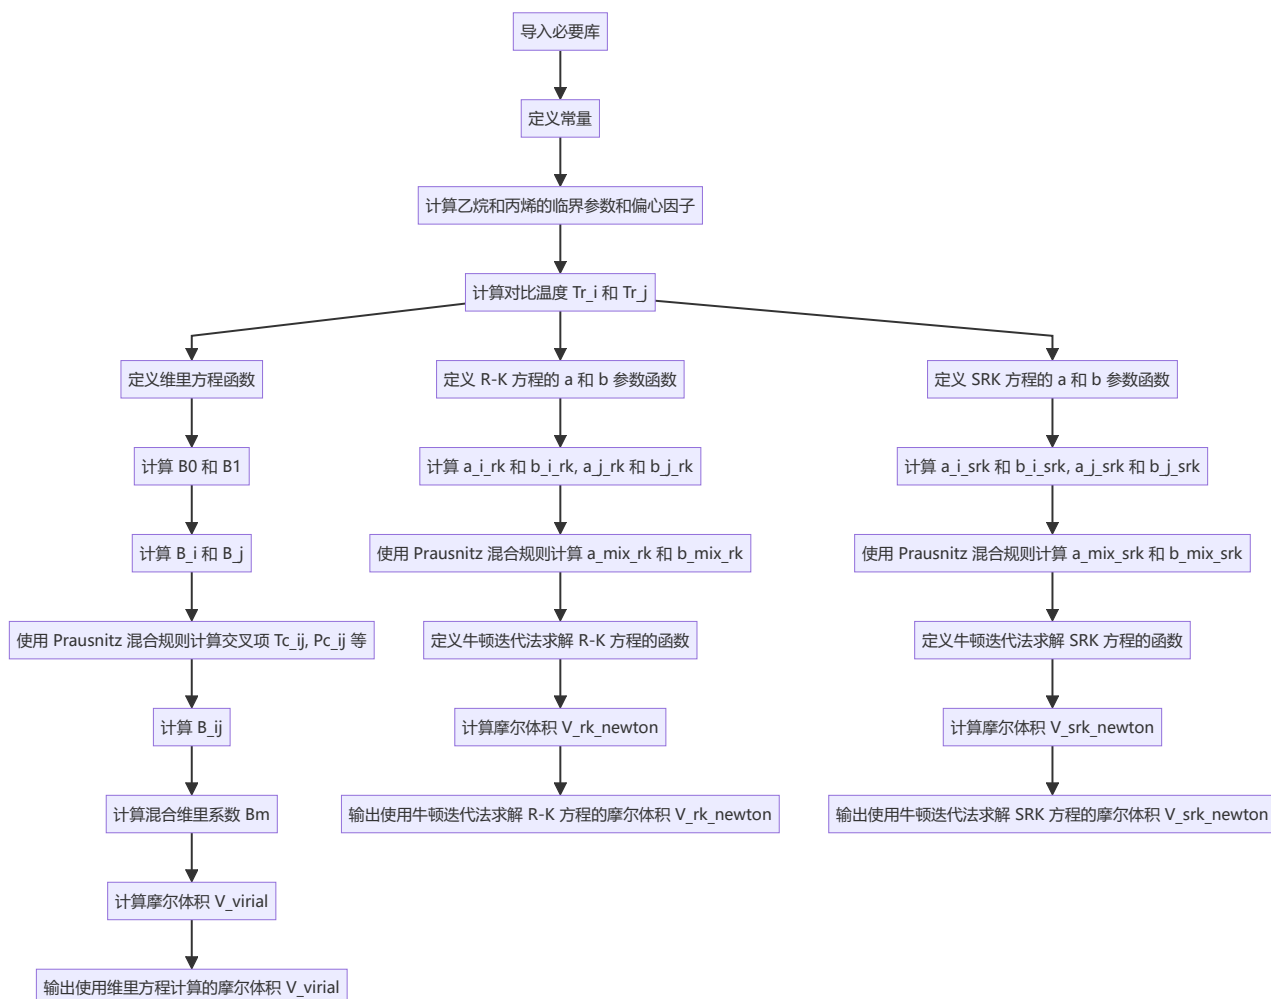 导入必要库
定义常量
计算乙烷和丙烯的临界参数和偏心因子
计算对比温度 Tr_i 和 Tr_j
定义维里方程函数
定义 R-K 方程的 a 和 b 参数函数
定义 SRK 方程的 a 和 b 参数函数
计算 B0 和 B1
计算 a_i_rk 和 b_i_rk, a_j_rk 和 b_j_rk
计算 a_i_srk 和 b_i_srk, a_j_srk 和 b_j_srk
计算 B_i 和 B_j
使用 Prausnitz 混合规则计算 a_mix_rk 和 b_mix_rk
使用 Prausnitz 混合规则计算 a_mix_srk 和 b_mix_srk
使用 Prausnitz 混合规则计算交叉项 Tc_ij, Pc_ij 等
定义牛顿迭代法求解 R-K 方程的函数
定义牛顿迭代法求解 SRK 方程的函数
计算 B_ij
计算摩尔体积 V_rk_newton
计算摩尔体积 V_srk_newton
计算混合维里系数 Bm
输出使用牛顿迭代法求解 R-K 方程的摩尔体积 V_rk_newton
输出使用牛顿迭代法求解 SRK 方程的摩尔体积 V_srk_newton
计算摩尔体积 V_virial
输出使用维里方程计算的摩尔体积 V_virial